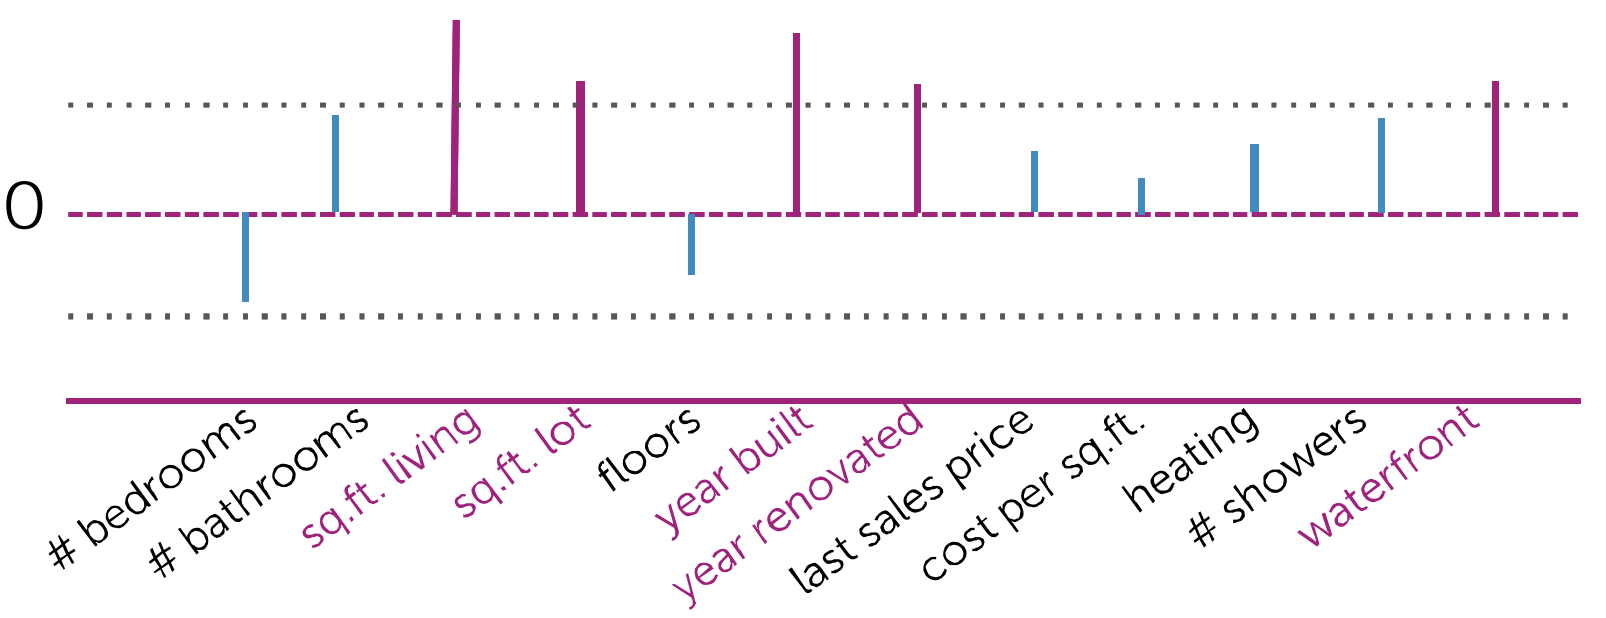 0
# bedrooms
# bathrooms
sq.ft. living
sq.ft. lot
floors
year built
year renovated
last sales price
cost per sq.ft.
heating
# showers
waterfront